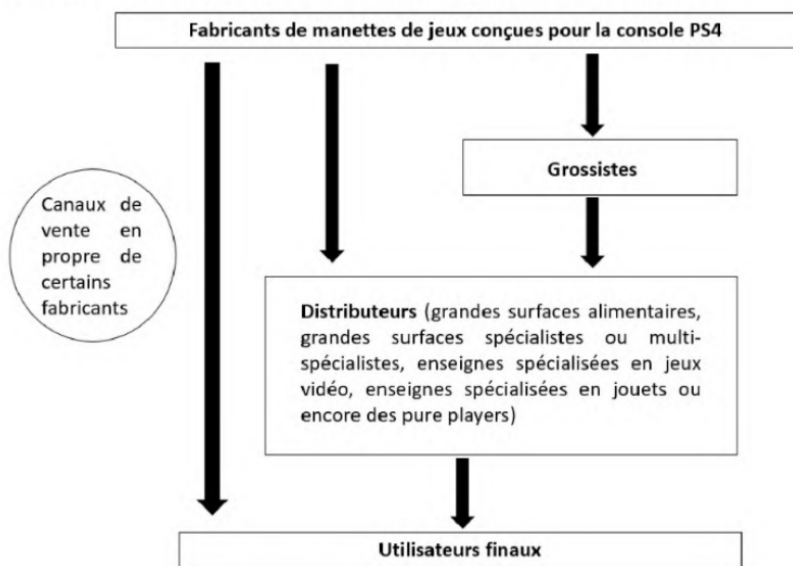 Fabricants de manettes de jeux conçues pour la console PS4
Grossistes
Canaux de
vente en
propre de
certains
fabricants
Distributeurs (grandes surfaces alimentaires,
grandes surfaces spécialistes ou multi-
spécialistes, enseignes spécialisées en jeux
vidéo, enseignes spécialisées en jouets ou
encore des pure players)
Utilisateurs finaux